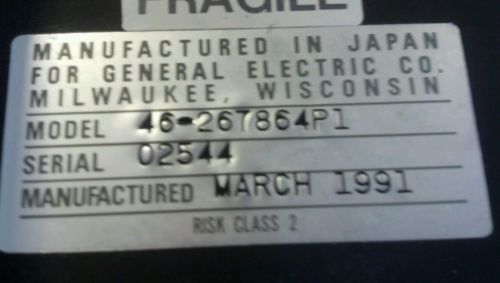 FRAGILE
MANUFACTURED IN JAPAN
FOR GENERAL ELECTRIC CO.
MILWAUKEE, WISCONSIN
MODEL 46-267864P1
SERIAL 02544
MANUFACTURED MARCH 1991
RISK CLASS 2